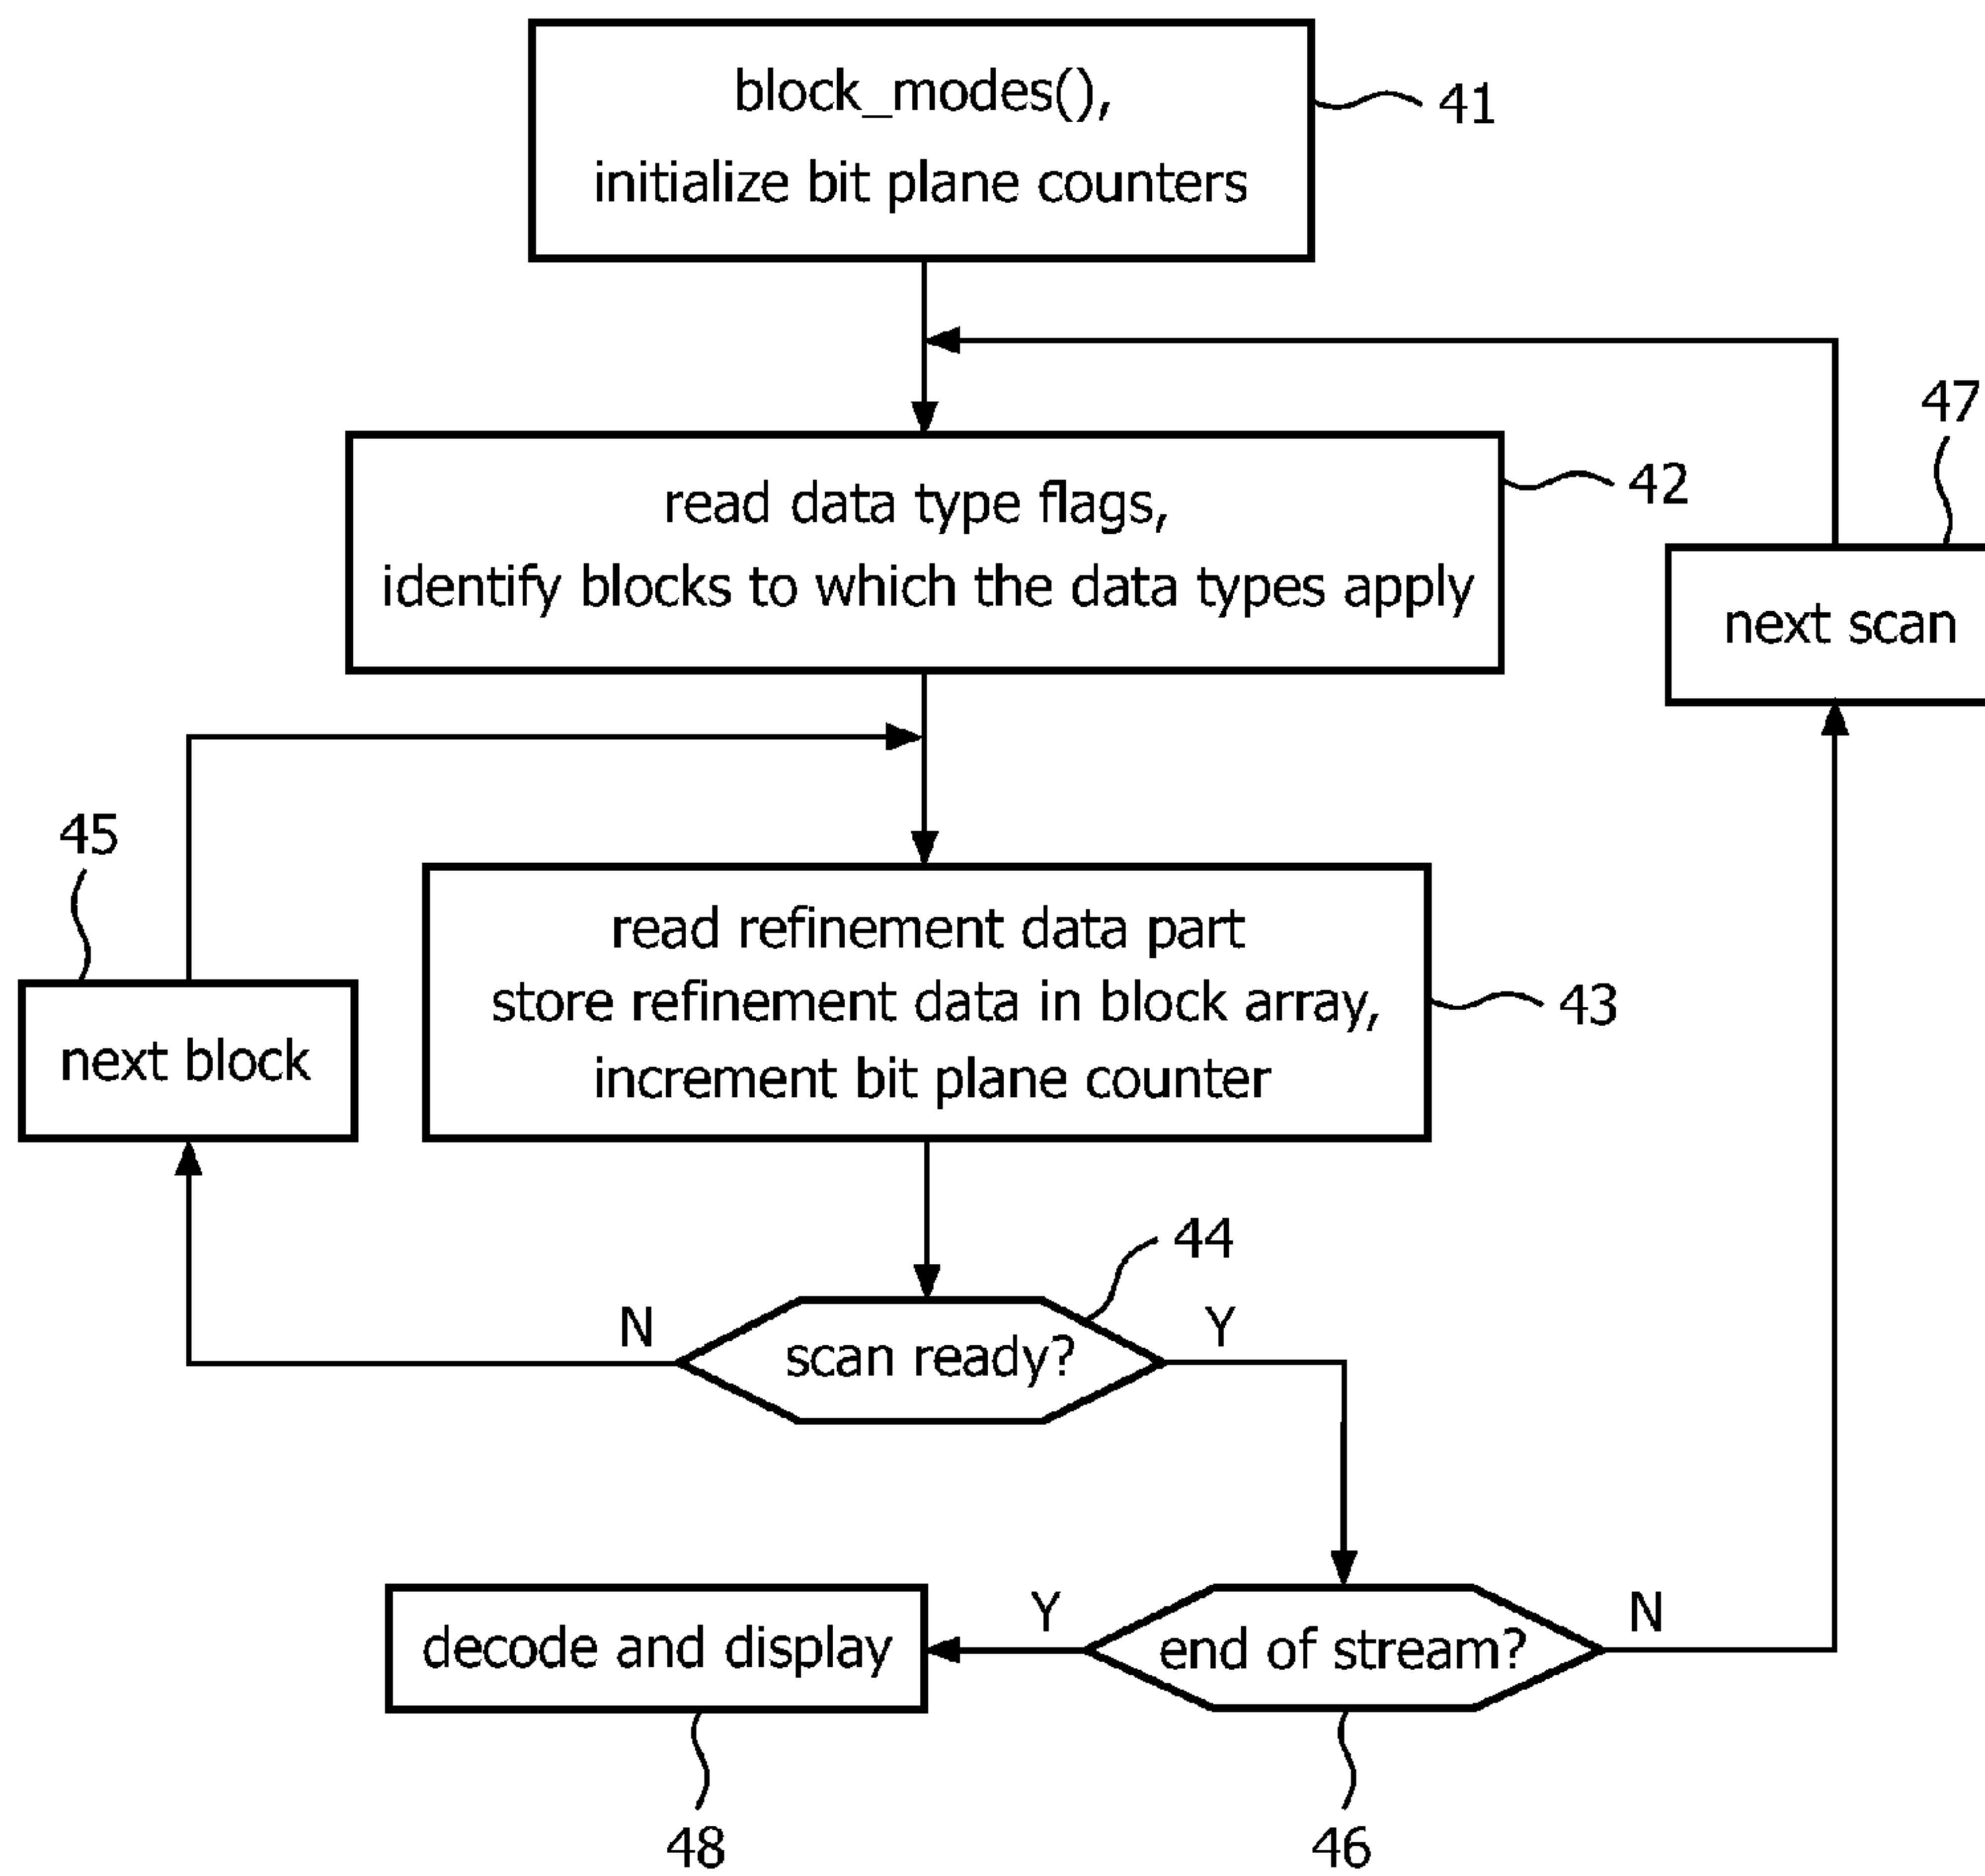 block_modes(),
initialize bit plane counters
41
47
read data type flags,
identify blocks to which the data types apply
42
next scan
45
read refinement data part
store refinement data in block array,
increment bit plane counter
43
next block
44
N
Y
scan ready?
Y
N
decode and display
end of stream?
48
46